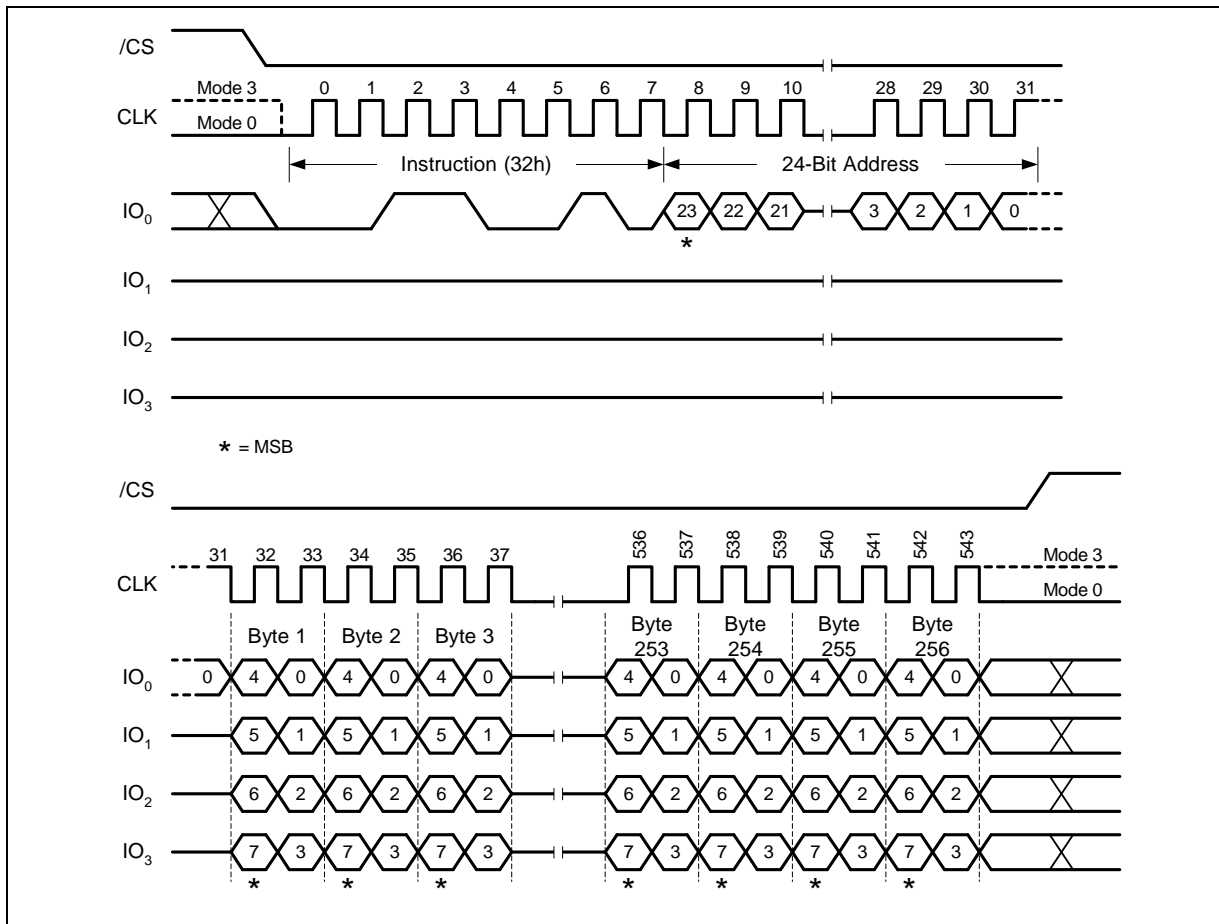 /CS
Mode 3 0 1 2 3 4 5 6 7 8 9 10 28 29 30 31
CLK
Mode 0
Instruction (32h) 24-Bit Address
IO0 23 22 21 3 2 1 0
*
IO1
IO2
IO3
* = MSB
/CS
31 32 33 34 35 36 37 536 537 538 539 540 541 542 543 Mode 3
CLK
Mode 0
Byte 1 Byte 2 Byte 3 Byte 253 Byte 254 Byte 255 Byte 256
IO0 0 4 0 4 0 4 0 4 0 4 0 4 0 4 0
IO1 5 1 5 1 5 1 5 1 5 1 5 1 5 1
IO2 6 2 6 2 6 2 6 2 6 2 6 2 6 2
IO3 7 3 7 3 7 3 7 3 7 3 7 3 7 3
* * * * * * *